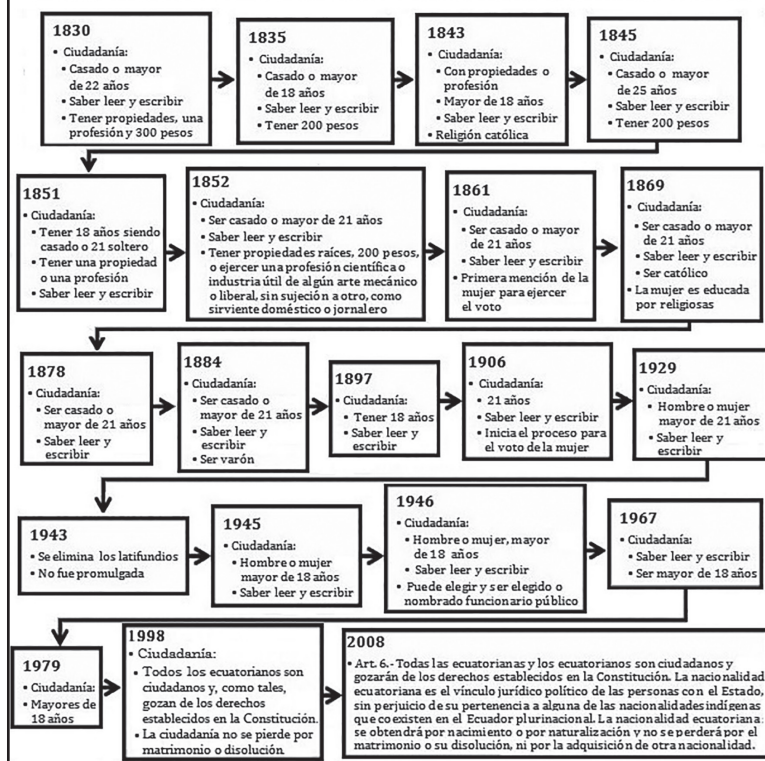 1830
• Ciudadanía:
• Casado o mayor
de 22 años
• Saber leer y escribir
• Tener propiedades, una
profesión y 300 pesos
1835
• Ciudadanía:
• Casado o mayor
de 18 años
• Saber leer y escribir
• Tener 200 pesos
1843
• Ciudadanía:
• Con propiedades o
profesión
• Mayor de 18 años
• Saber leer y escribir
• Religión católica
1845
• Ciudadanía:
• Casado o mayor
de 25 años
• Saber leer y escribir
• Tener 200 pesos
1851
• Ciudadanía:
• Tener 18 años siendo
casado o 21 soltero
• Tener una propiedad
o una profesión
• Saber leer y escribir
1852
• Ciudadanía:
• Ser casado o mayor de 21 años
• Saber leer y escribir
• Tener propiedades raíces, 200 pesos,
o ejercer una profesión científica o
industria útil de algún arte mecánico
o liberal, sin sujeción a otro, como
sirviente doméstico o jornalero
1861
• Ciudadanía:
• Ser casado o mayor
de 21 años
• Saber leer y escribir
• Primera mención de la
mujer para ejercer
el voto
1869
• Ciudadanía:
• Ser casado o mayor
de 21 años
• Saber leer y escribir
• Ser católico
• La mujer es educada
por religiosas
1878
• Ciudadanía:
• Ser casado o
mayor de 21 años
• Saber leer y
escribir
1884
• Ciudadanía:
• Ser casado o
mayor de 21 años
• Saber leer y
escribir
• Ser varón
1897
• Ciudadanía:
• Tener 18 años
• Saber leer y
escribir
1906
• Ciudadanía:
• 21 años
• Saber leer y escribir
• Inicia el proceso para
el voto de la mujer
1929
• Ciudadanía:
• Hombre o mujer
mayor de 21 años
• Saber leer y
escribir
1943
• Se elimina los latifundios
• No fue promulgada
1945
• Ciudadanía:
• Hombre o mujer
mayor de 18 años
• Saber leer y escribir
1946
• Ciudadanía:
• Hombre o mujer, mayor
de 18 años
• Saber leer y escribir
• Puede elegir y ser elegido o
nombrado funcionario público
1967
• Ciudadanía:
• Saber leer y escribir
• Ser mayor de 18 años
1979
• Ciudadanía:
• Mayores de
18 años
1998
• Ciudadanía:
• Todos los ecuatorianos son
ciudadanos y, como tales,
gozan de los derechos
establecidos en la Constitución.
• La ciudadanía no se pierde por
matrimonio o disolución.
2008
• Art. 6.- Todas las ecuatorianas y los ecuatorianos son ciudadanos y
gozarán de los derechos establecidos en la Constitución. La nacionalidad
ecuatoriana es el vínculo jurídico político de las personas con el Estado,
sin perjuicio de su pertenencia a alguna de las nacionalidades indígenas
que coexisten en el Ecuador plurinacional. La nacionalidad ecuatoriana
se obtendrá por nacimiento o por naturalización y no se perderá por el
matrimonio o su disolución, ni por la adquisición de otra nacionalidad.